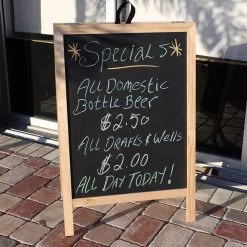 Specials
All Domestic
Bottle Beer
$2.50
All Drafts & Wells
$2.00
All Day Today!